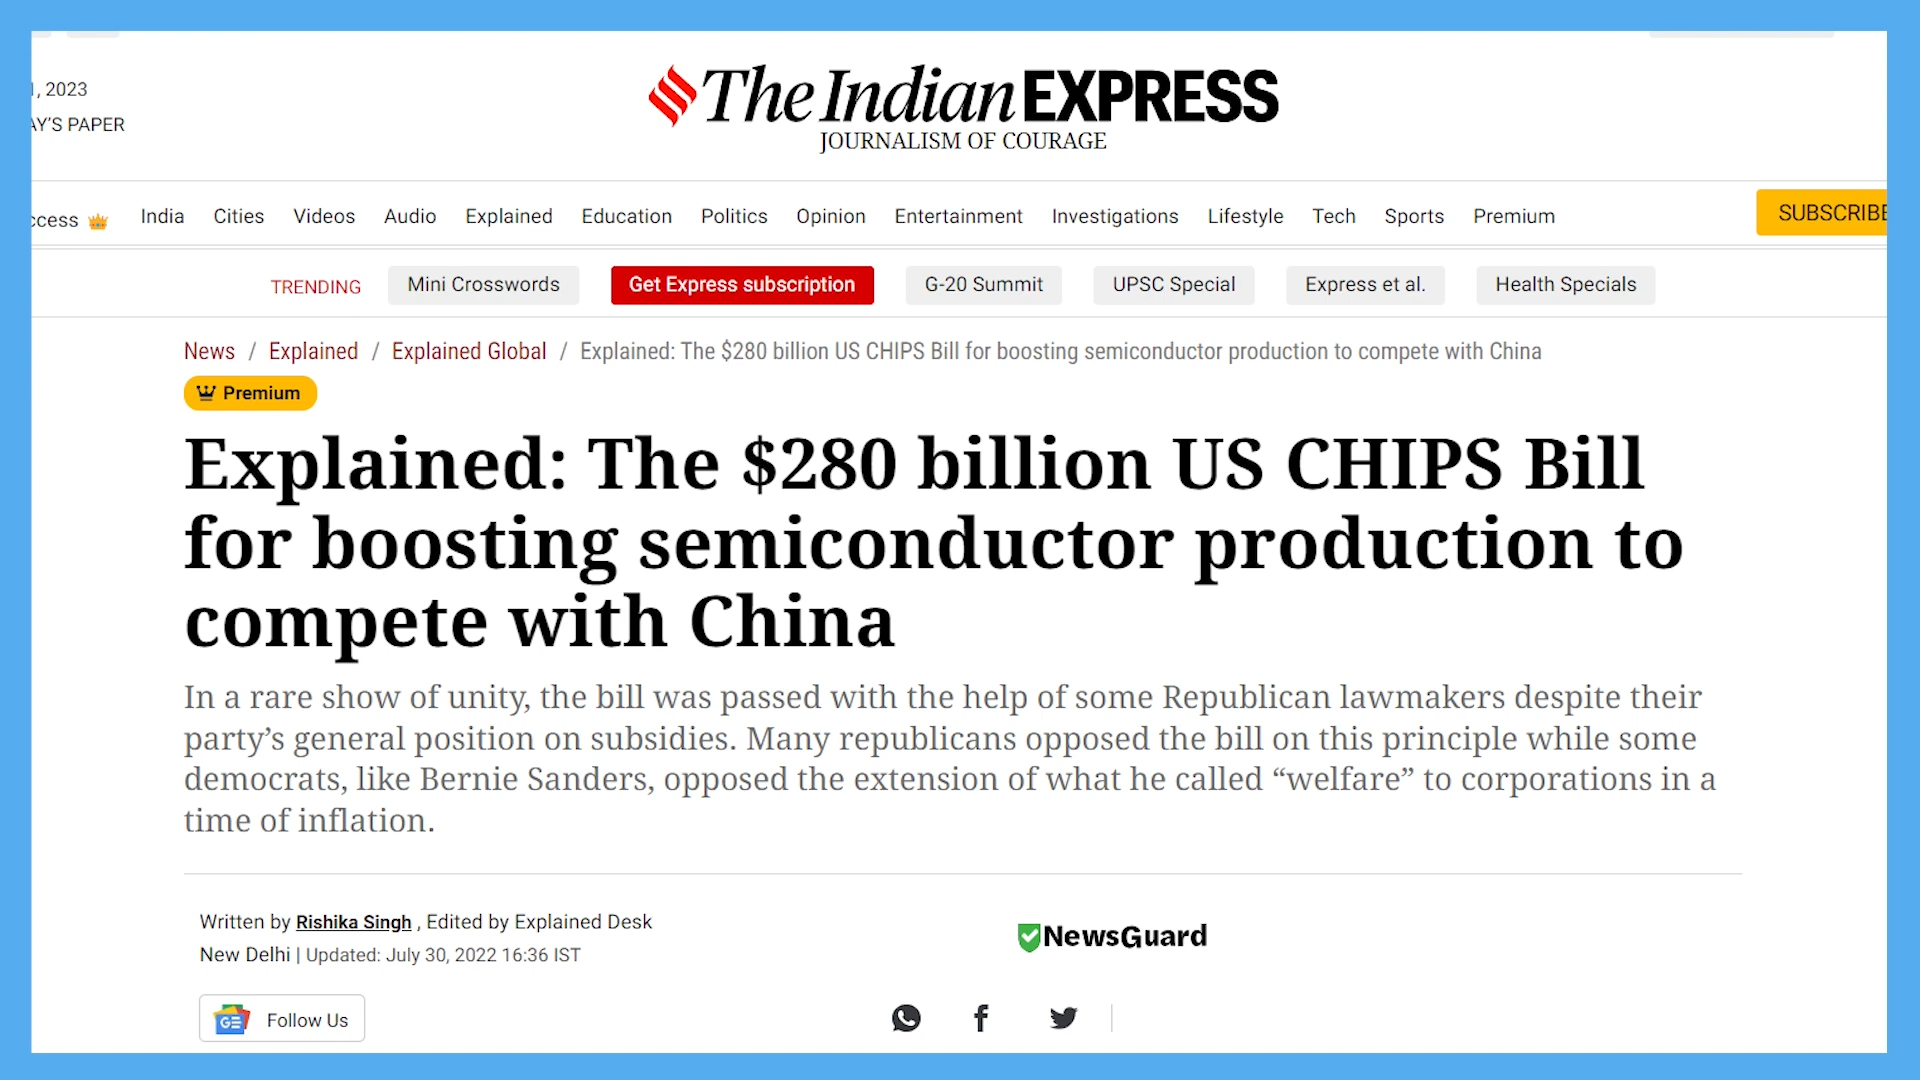 1, 2023
AY'S PAPER
The Indian EXPRESS
JOURNALISM OF COURAGE
ccess India Cities Videos Audio Explained Education Politics Opinion Entertainment Investigations Lifestyle Tech Sports Premium SUBSCRIBE
TRENDING Mini Crosswords Get Express subscription G-20 Summit UPSC Special Express et al. Health Specials
News / Explained / Explained Global / Explained: The $280 billion US CHIPS Bill for boosting semiconductor production to compete with China
Premium
Explained: The $280 billion US CHIPS Bill
for boosting semiconductor production to
compete with China
In a rare show of unity, the bill was passed with the help of some Republican lawmakers despite their
party’s general position on subsidies. Many republicans opposed the bill on this principle while some
democrats, like Bernie Sanders, opposed the extension of what he called “welfare” to corporations in a
time of inflation.
Written by Rishika Singh , Edited by Explained Desk
New Delhi | Updated: July 30, 2022 16:36 IST
NewsGuard
GE Follow Us